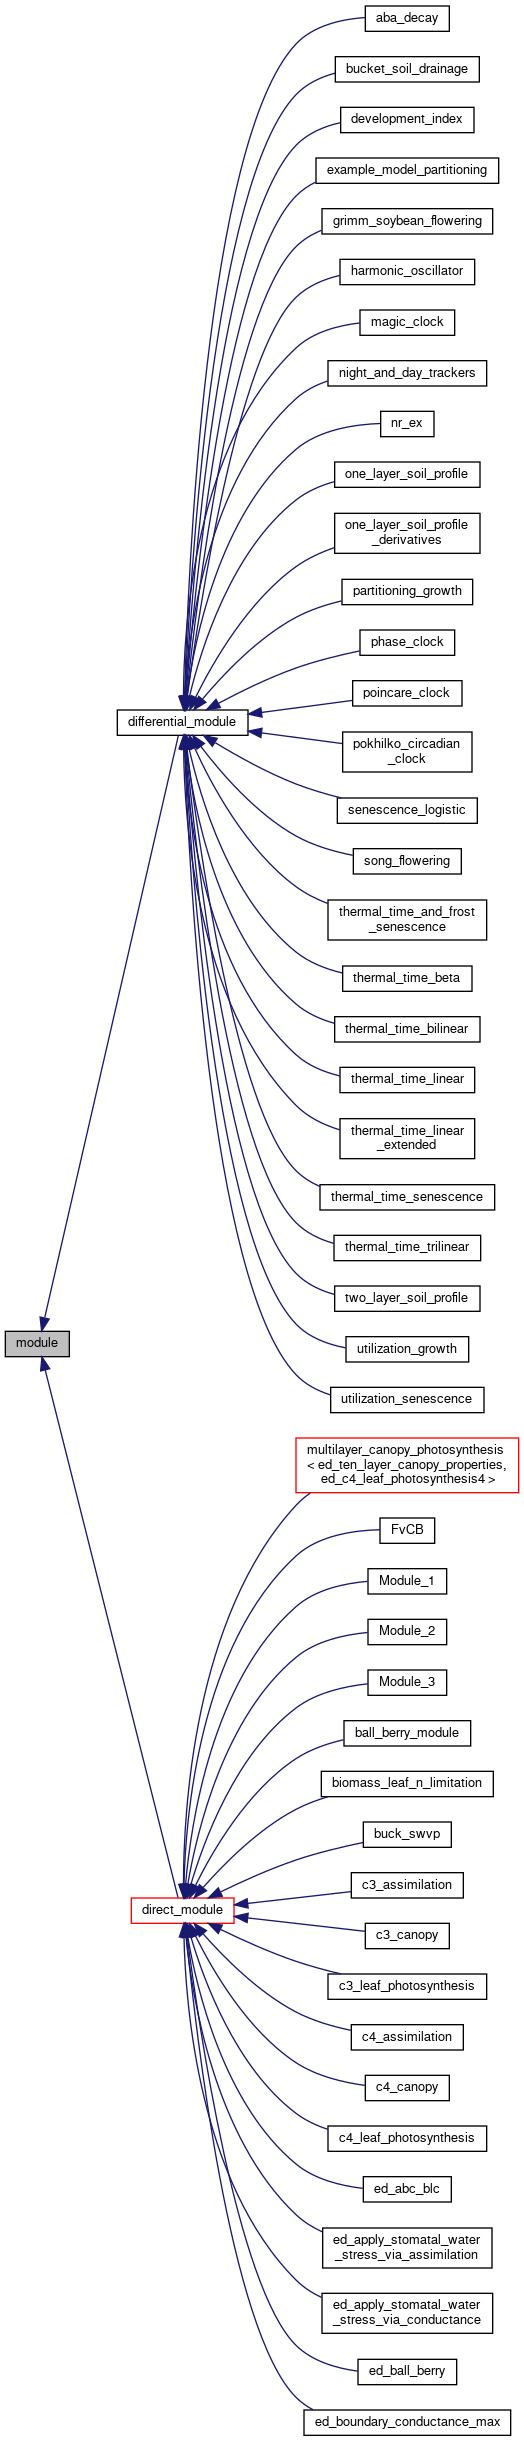 aba_decay
bucket_soil_drainage
development_index
example_model_partitioning
grimm_soybean_flowering
harmonic_oscillator
magic_clock
night_and_day_trackers
nr_ex
one_layer_soil_profile
one_layer_soil_profile
_derivatives
partitioning_growth
phase_clock
poincare_clock
differential_module
pokhilko_circadian
_clock
senescence_logistic
song_flowering
thermal_time_and_frost
_senescence
thermal_time_beta
thermal_time_bilinear
thermal_time_linear
thermal_time_linear
_extended
thermal_time_senescence
thermal_time_trilinear
two_layer_soil_profile
module
utilization_growth
utilization_senescence
multilayer_canopy_photosynthesis
< ed_ten_layer_canopy_properties,
ed_c4_leaf_photosynthesis4 >
FvCB
Module_1
Module_2
Module_3
ball_berry_module
biomass_leaf_n_limitation
buck_swvp
c3_assimilation
direct_module
c3_canopy
c3_leaf_photosynthesis
c4_assimilation
c4_canopy
c4_leaf_photosynthesis
ed_abc_blc
ed_apply_stomatal_water
_stress_via_assimilation
ed_apply_stomatal_water
_stress_via_conductance
ed_ball_berry
ed_boundary_conductance_max